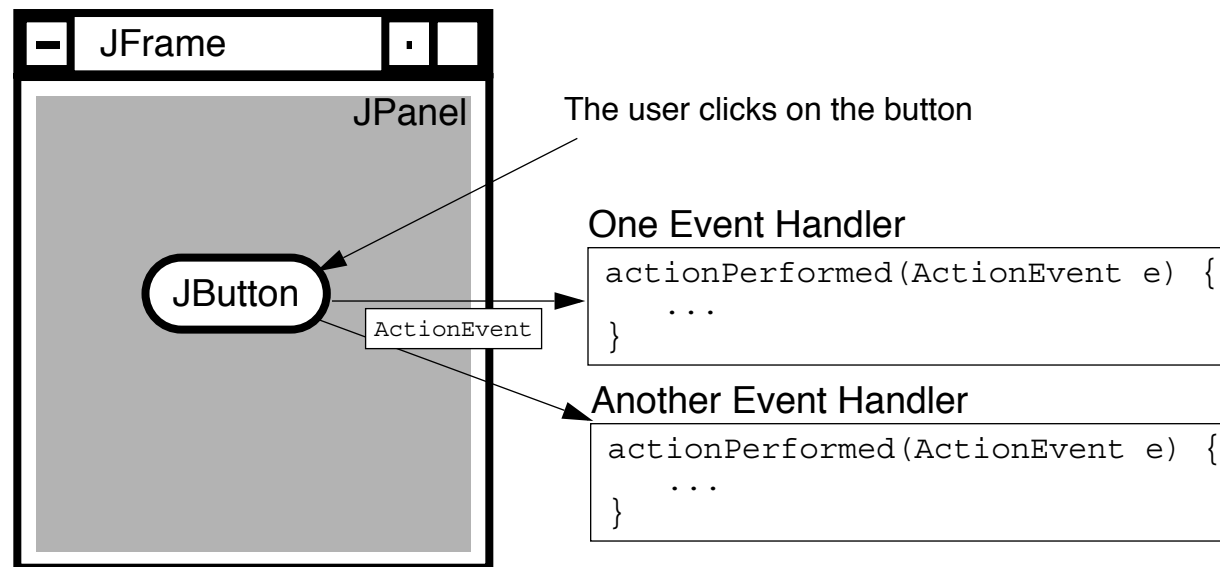 JFrame
JPanel
The user clicks on the button
One Event Handler
actionPerformed(ActionEvent e) {
...
}
JButton
ActionEvent
Another Event Handler
actionPerformed(ActionEvent e) {
...
}